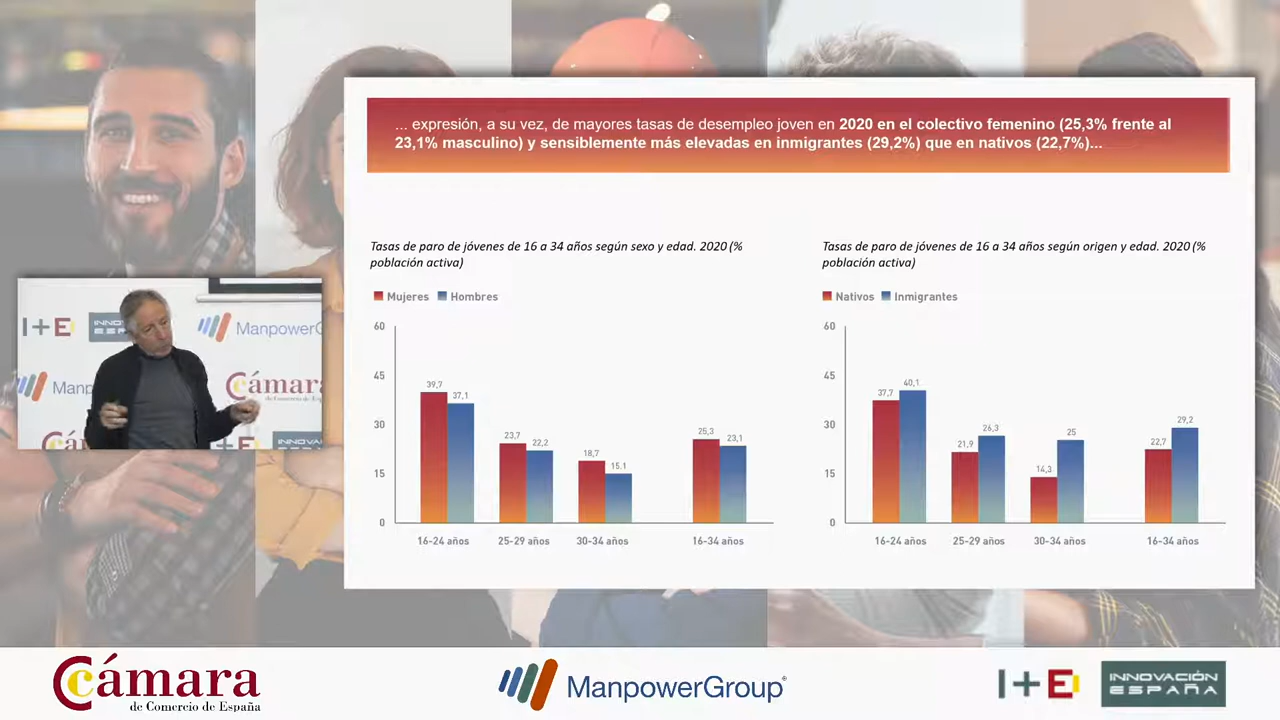 ... expresión, a su vez, de mayores tasas de desempleo joven en 2020 en el colectivo femenino (25,3% frente al
23,1% masculino) y sensiblemente más elevadas en inmigrantes (29,2%) que en nativos (22,7%)...
Tasas de paro de jóvenes de 16 a 34 años según sexo y edad. 2020 (%
población activa)
Mujeres Hombres
60
45
30
15
0
39,7
37,1
23,7
22,2
18,7
15,1
25,3
23,1
16-24 años 25-29 años 30-34 años 16-34 años
Tasas de paro de jóvenes de 16 a 34 años según origen y edad. 2020 (%
población activa)
Nativos Inmigrantes
60
45
30
15
0
37,7
40,1
21,9
26,3
14,3
25
22,7
29,2
16-24 años 25-29 años 30-34 años 16-34 años
I+E ManpowerG
Manp Cámara
de Comercio de
Cá +E INNOVACIÓN
Cámara
de Comercio de España
ManpowerGroup®
I+E
INNOVACIÓN
ESPAÑA